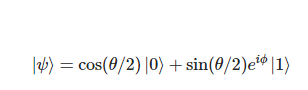 |ψ⟩ = cos(θ/2) |0⟩ + sin(θ/2)e^{iϕ} |1⟩